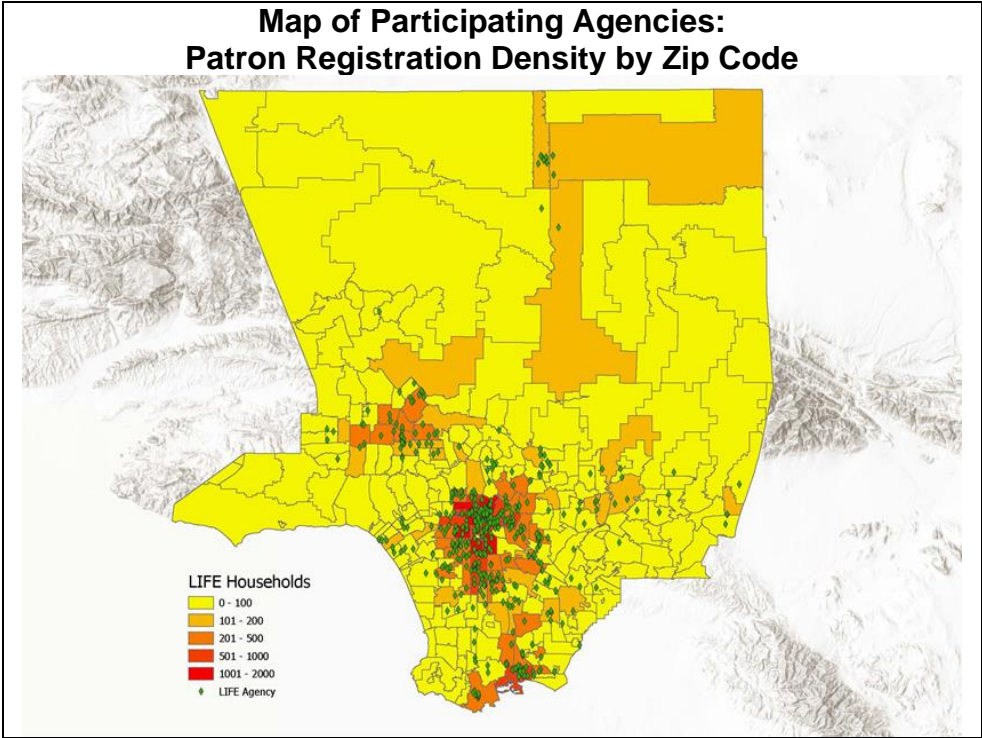 Map of Participating Agencies:
Patron Registration Density by Zip Code
LIFE Households
0 - 100
101 - 200
201 - 500
501 - 1000
1001 - 2000
LIFE Agency